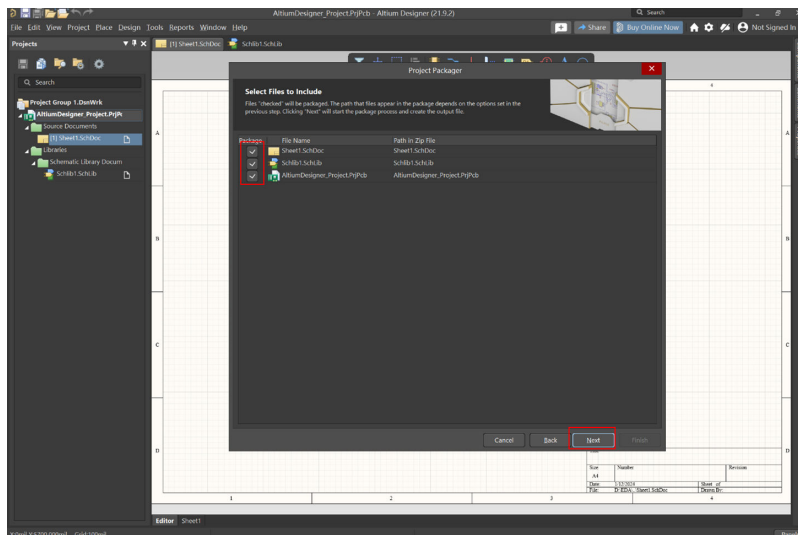 AltiumDesigner_Project.PrjPcb - Altium Designer (21.9.2)
Search
File Edit View Project Place Design Tools Reports Window Help
Share
Buy Online Now
Not Signed In
Projects
[1] Sheet1.SchDoc
Schlib1.SchLib
Search
Project Group 1.DsnWrk
AltiumDesigner_Project.PrjPc
Source Documents
[1] Sheet1.SchDoc
Libraries
Schematic Library Docum
Schlib1.SchLib
Project Packager
Select Files to Include
Files "checked" will be packaged. The path that files appear in the package depends on the options set in the
previous step. Clicking "Next" will start the package process and create the output file.
Package File Name Path in Zip File
Sheet1.SchDoc Sheet1.SchDoc
Schlib1.SchLib Schlib1.SchLib
AltiumDesigner_Project.PrjPcb AltiumDesigner_Project.PrjPcb
Cancel Back Next Finish
4
A A
B B
C C
D D
Size Number Revision
A4
Date: 1/12/2024 Sheet of
File: Drawn By:
1 2 3 4
Editor Sheet1